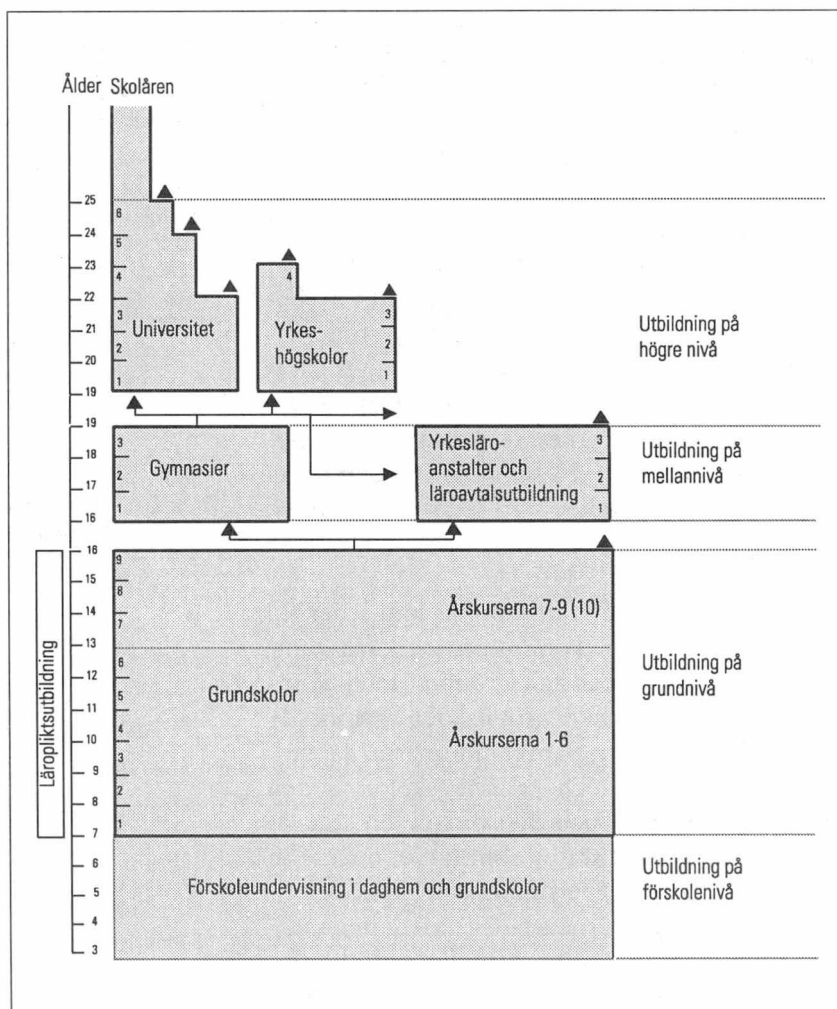 Ålder Skolåren
25
6
24
5
23
4
4
22
3
3
21
Universitet
Yrkes-
högskolor
2
2
20
1
1
19
Utbildning på
högre nivå
19
3
3
18
Gymnasier
Yrkesläro-
anstalter och
läroavtalsutbildning
2
2
17
1
1
16
Utbildning på
mellannivå
16
9
15
8
Årskurserna 7-9 (10)
14
7
13
6
12
Utbildning på
grundnivå
5
Grundskolor
11
4
10
Årskurserna 1-6
3
9
2
8
1
7
Läropliktsutbildning
6
Förskoleundervisning i daghem och grundskolor
5
4
3
Utbildning på
förskolenivå